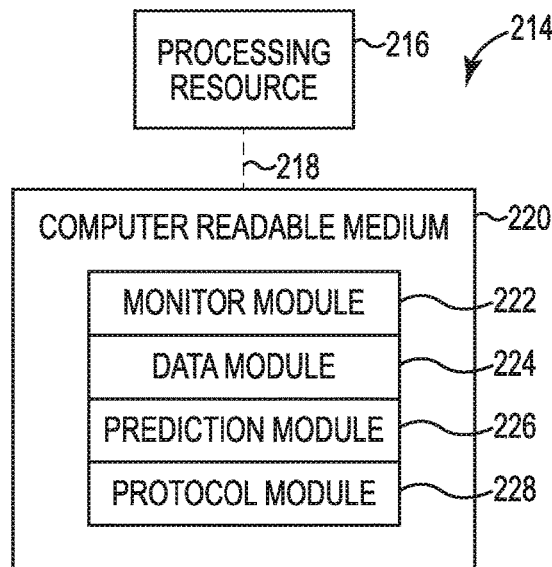 PROCESSING
RESOURCE
216
214
218
COMPUTER READABLE MEDIUM
220
MONITOR MODULE
222
DATA MODULE
224
PREDICTION MODULE
226
PROTOCOL MODULE
228